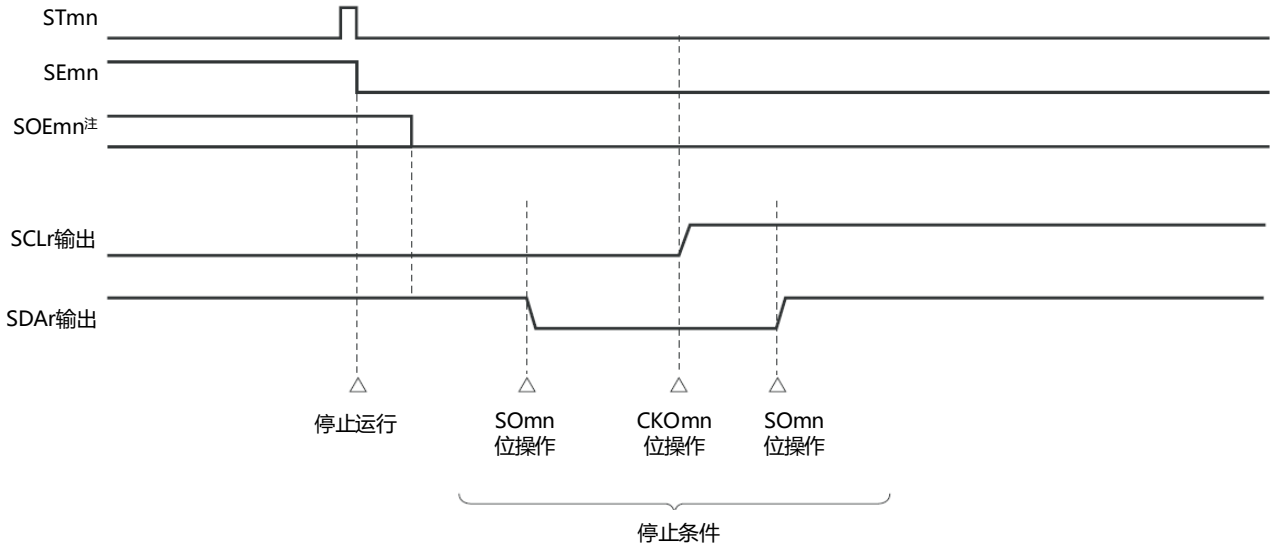 STmn
SEmn
SOEmn注
SCLr输出
SDAr输出
停止运行
SOmn
位操作
CKOmn
位操作
SOmn
位操作
停止条件